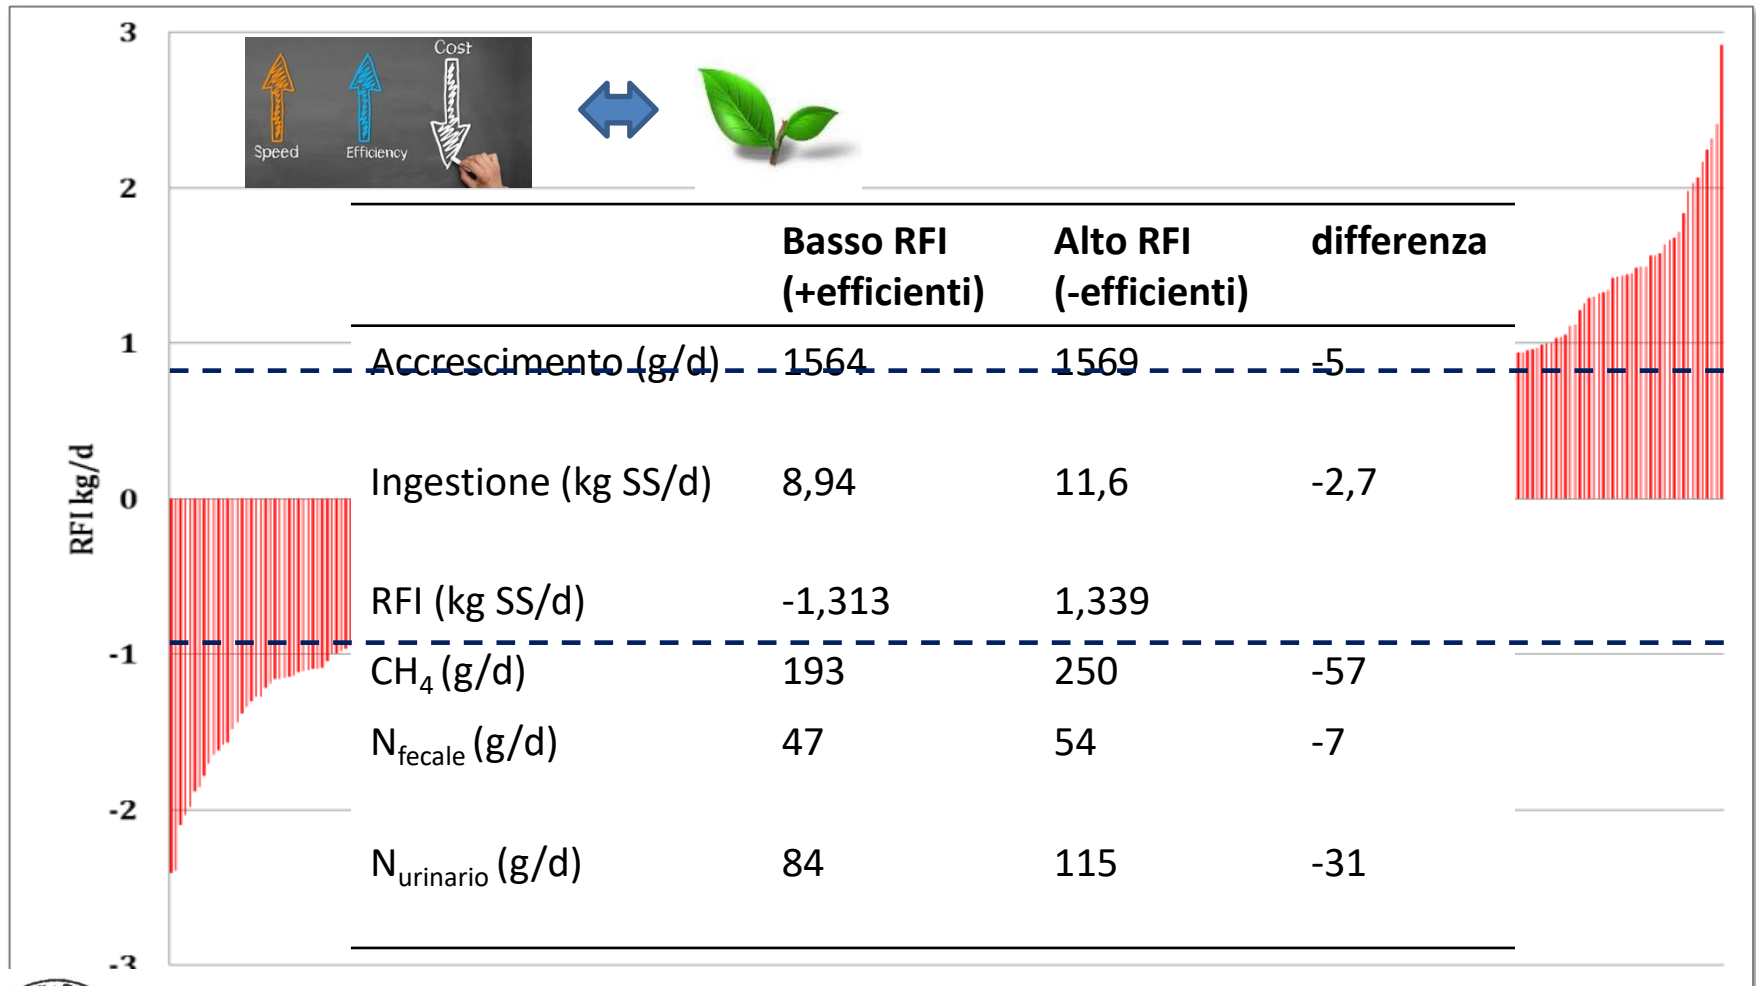 3
Cost
Speed
Efficiency
2
Basso RFI Alto RFI differenza
(+efficienti) (-efficienti)
1
Accrescimento (g/d) 1564 1569 -5
RFI kg/d
0
Ingestione (kg SS/d) 8,94 11,6 -2,7
RFI (kg SS/d) -1,313 1,339
-1
CH₄ (g/d) 193 250 -57
Nfecale (g/d) 47 54 -7
-2
Nurinario (g/d) 84 115 -31
-3